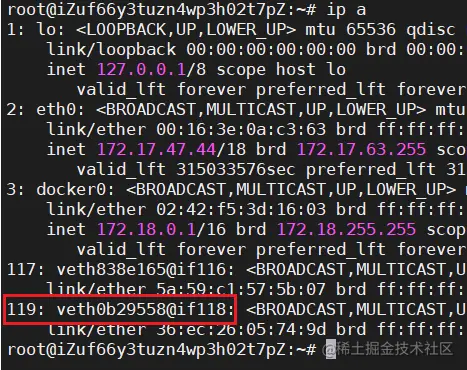 root@iZuf66y3tuzn4wp3h02t7pZ:~# ip a
1: lo: <LOOPBACK,UP,LOWER_UP> mtu 65536 qdisc
link/loopback 00:00:00:00:00:00 brd 00:00:
inet 127.0.0.1/8 scope host lo
valid_lft forever preferred_lft forever
2: eth0: <BROADCAST,MULTICAST,UP,LOWER_UP> mtu
link/ether 00:16:3e:0a:c3:63 brd ff:ff:ff:
inet 172.17.47.44/18 brd 172.17.63.255 sco
valid_lft 315033576sec preferred_lft 31
3: docker0: <BROADCAST,MULTICAST,UP,LOWER_UP> m
link/ether 02:42:f5:3d:16:03 brd ff:ff:ff:
inet 172.18.0.1/16 brd 172.18.255.255 scop
valid_lft forever preferred_lft forever
117: veth838e165@if116: <BROADCAST,MULTICAST,U
link/ether 5a:59:c1:57:5b:07 brd ff:ff:ff:
119: veth0b29558@if118: <BROADCAST,MULTICAST,U
link/ether 36:ec:26:05:74:9d brd ff:ff:ff:
root@iZuf66y3tuzn4wp3h02t7pZ:~#
@稀土掘金技术社区